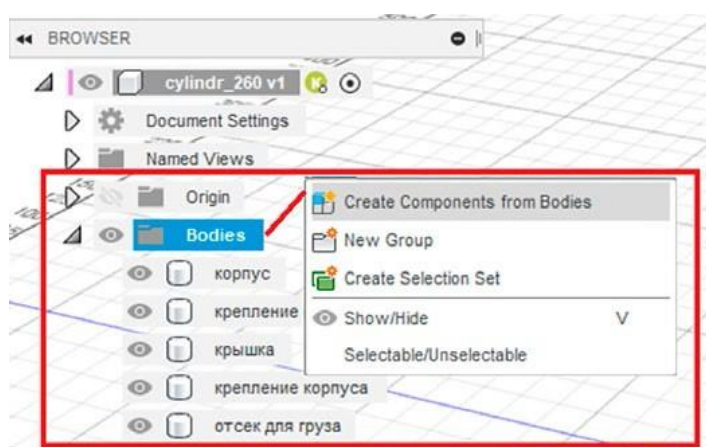 BROWSER
cylindr_260 v1
Document Settings
Named Views
Origin
Bodies
Create Components from Bodies
New Group
Create Selection Set
Show/Hide V
Selectable/Unselectable
корпус
крепление
крышка
крепление корпуса
отсек для груза